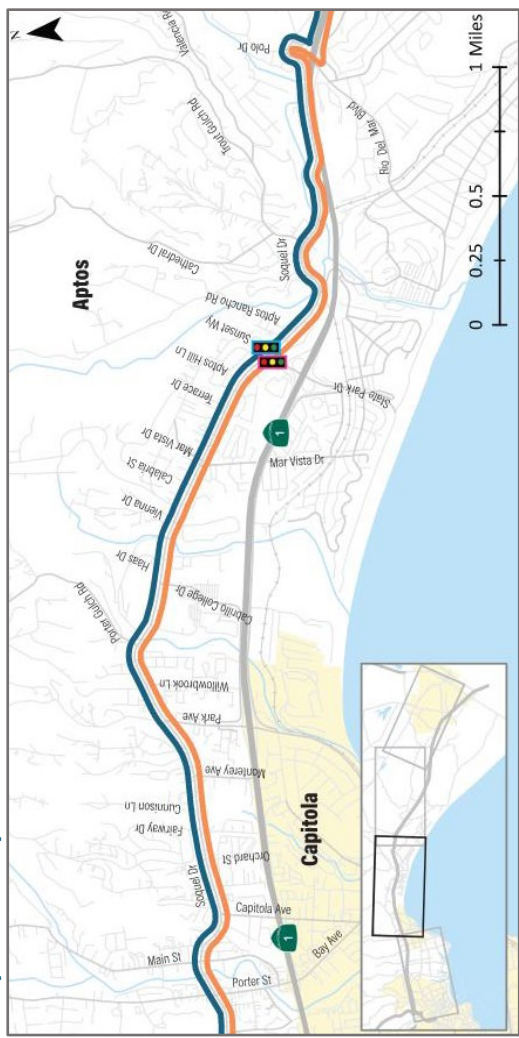 N
Valencia Rd
Trout Gulch Rd
Polo Dr
Rio Del Mar Blvd
Cathedral Dr
Soquel Dr
Aptos
Aptos Rancho Rd
Sunset Wy
Aptos Hill Ln
Terrace Dr
State Park Dr
Mar Vista Dr
1
Mar Vista Dr
Calabria St
Vienna Dr
Haas Dr
Cabrillo College Dr
Porter Gulch Rd
Willowbrook Ln
Park Ave
Monterey Ave
Gunnison Ln
Fairway Dr
Orchard St
Soquel Dr
Capitola
Capitola Ave
1
Bay Ave
Main St
Porter St
0
0.25
0.5
1 Miles